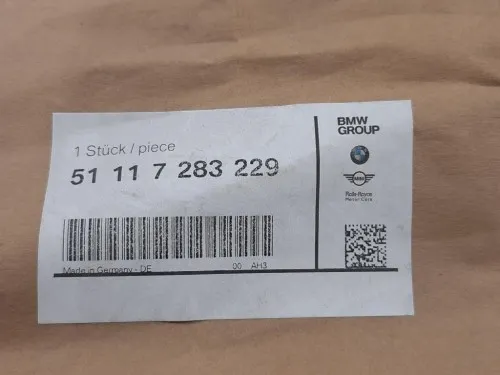 1 Stück / piece
51 11 7 283 229
Made in Germany - DE
00 AH3
BMW
GROUP
MINI
Rolls-Royce
Motor Cars